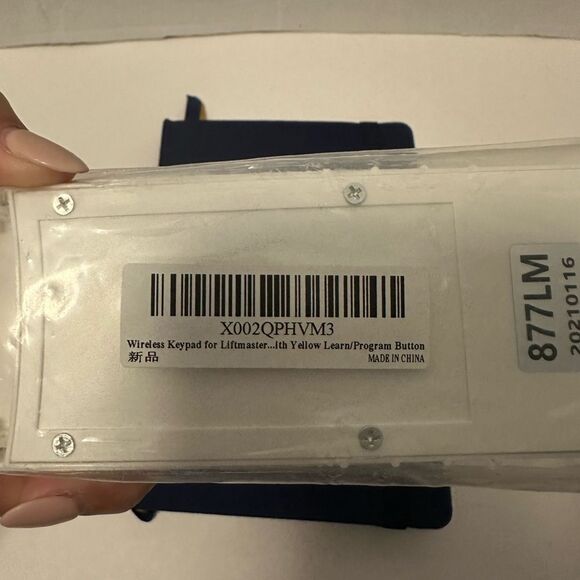 X002QPHVM3
Wireless Keypad for Liftmaster...ith Yellow Learn/Program Button
新品
MADE IN CHINA
877LM
20210116